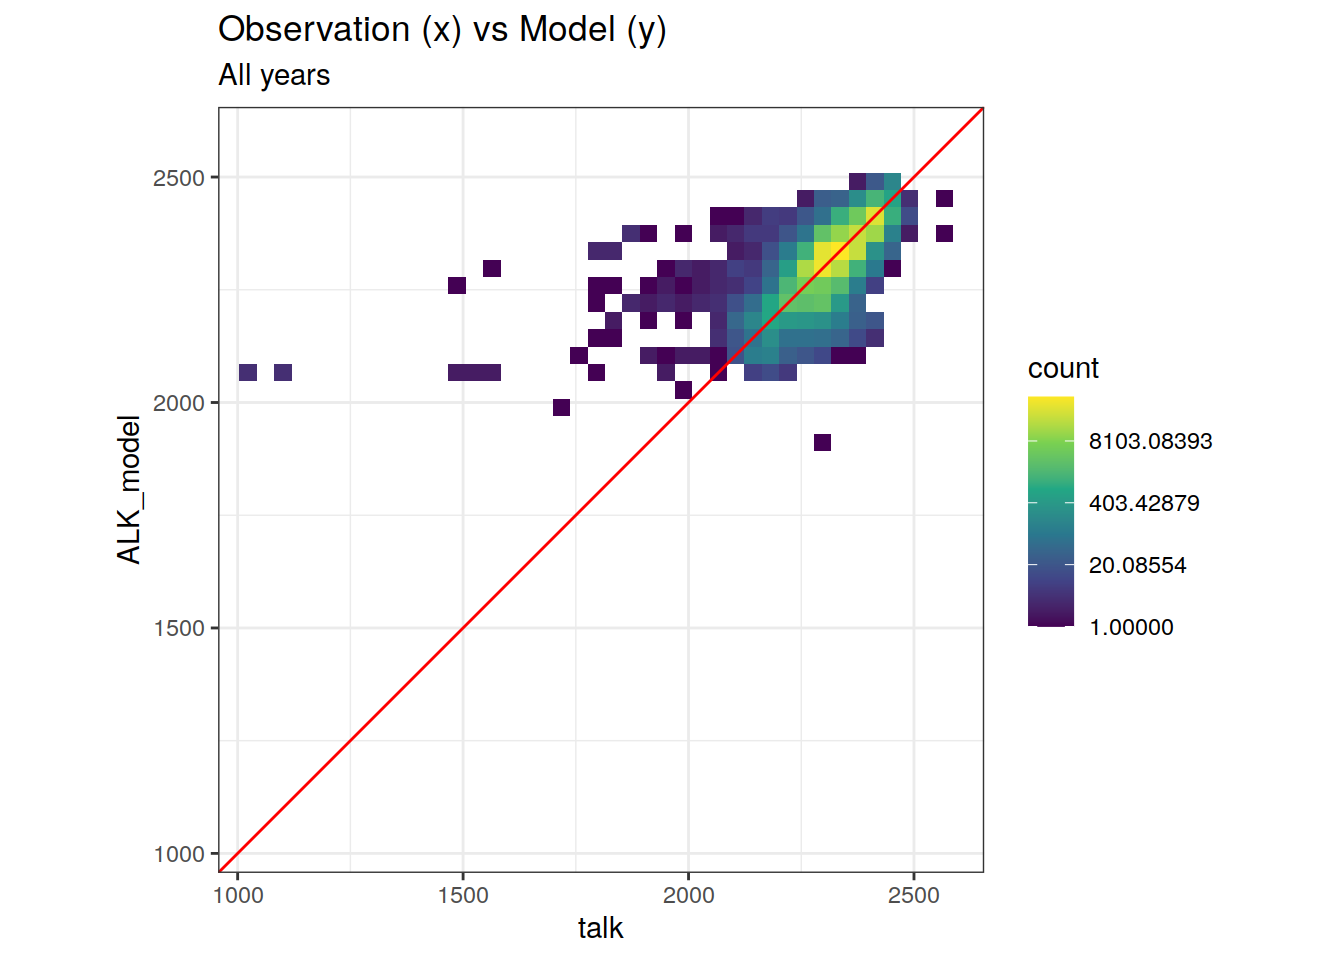 Observation (x) vs Model (y)
All years
2500
2000
1500
1000
ALK_model
1000
1500
2000
2500
talk
count
8103.08393
403.42879
20.08554
1.00000